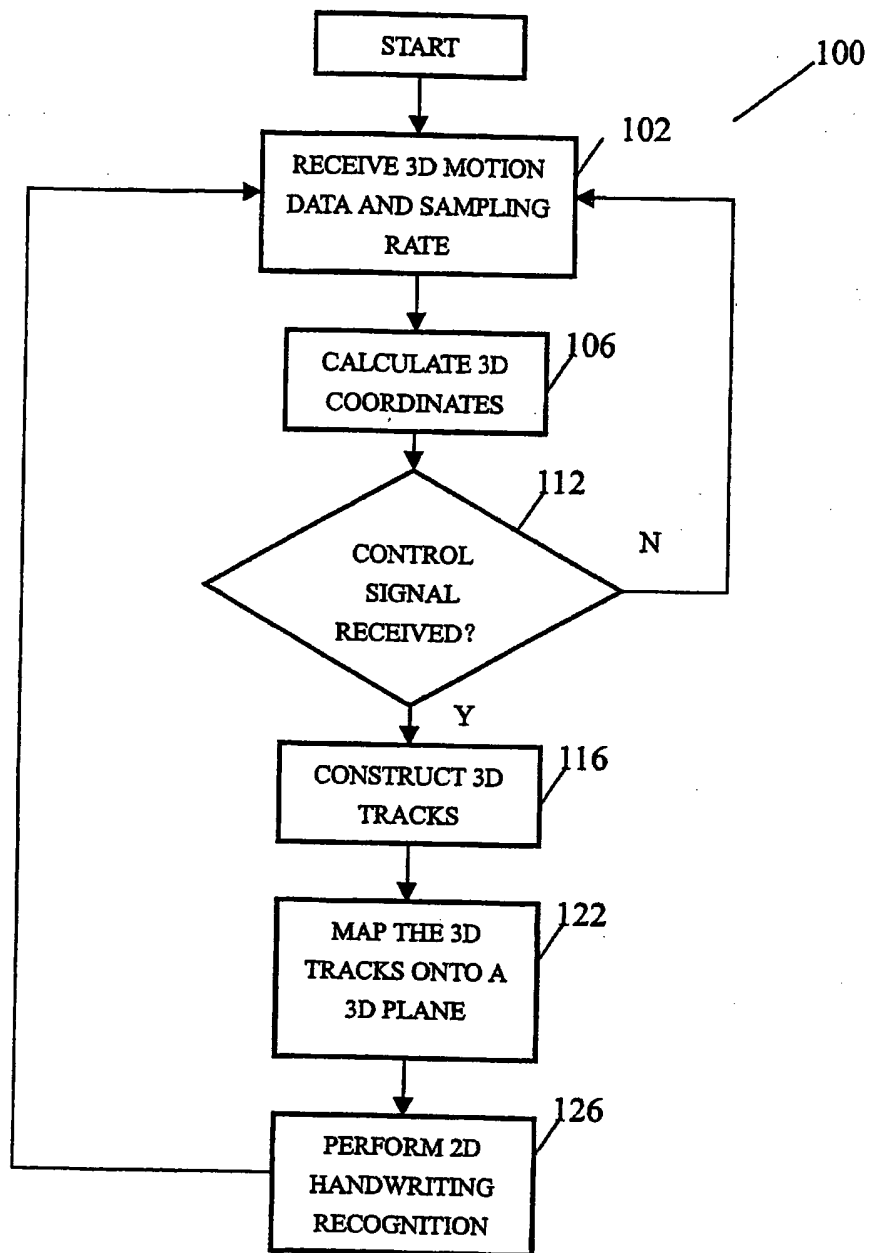 START
100
102
RECEIVE 3D MOTION
DATA AND SAMPLING
RATE
106
CALCULATE 3D
COORDINATES
112
CONTROL
SIGNAL
RECEIVED?
N
Y
116
CONSTRUCT 3D
TRACKS
122
MAP THE 3D
TRACKS ONTO A
3D PLANE
126
PERFORM 2D
HANDWRITING
RECOGNITION